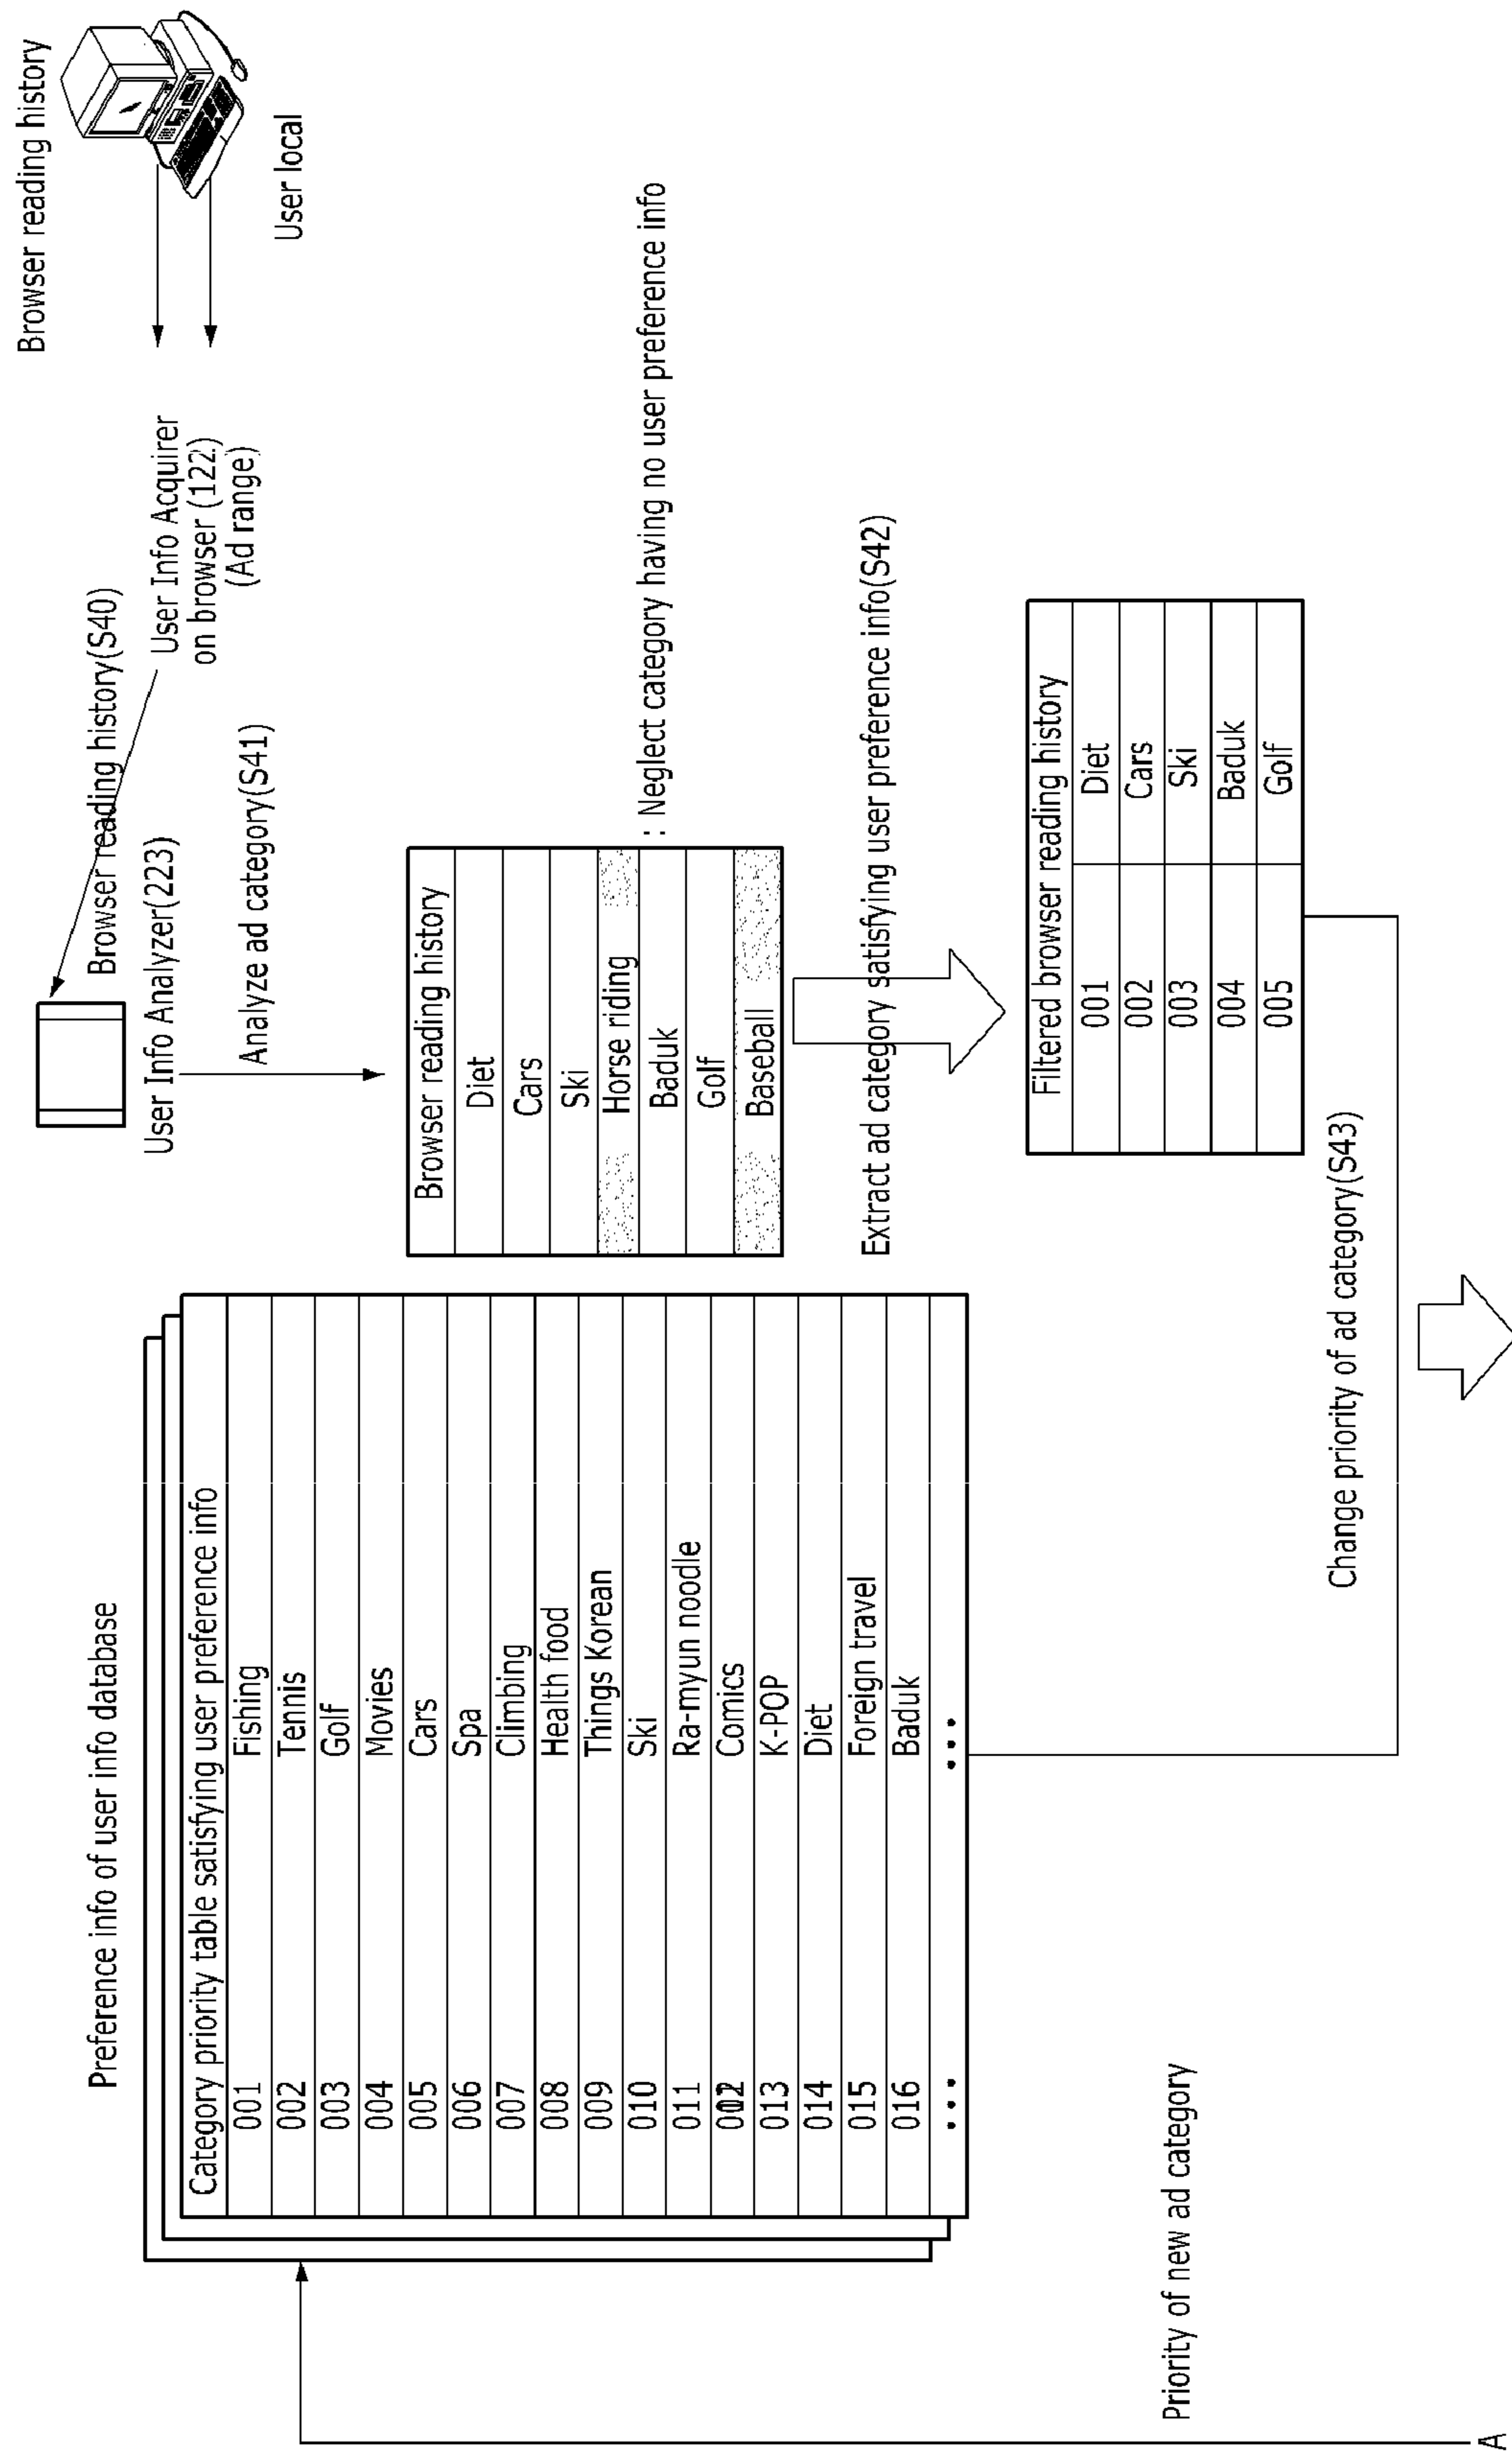 Preference info of user info database
Category priority table satisfying user preference info
001 Fishing
002 Tennis
003 Golf
004 Movies
005 Cars
006 Spa
007 Climbing
008 Health food
009 Things Korean
010 Ski
011 Ra-myun noodle
Comics
013 K-POP
014 Diet
015 Foreign travel
016 Baduk
... ...
Browser reading history
User local
User Info Acquirer
on browser (122)
(Ad range)
Browser reading history(S40)
User Info Analyzer(223)
Analyze ad category(S41)
Browser reading history
Diet
Cars
Ski
Horse riding
Baduk
Golf
Baseball
: Neglect category having no user preference info
Extract ad category satisfying user preference info(S42)
Filtered browser reading history
001 Diet
002 Cars
003 Ski
004 Baduk
005 Golf
Change priority of ad category(S43)
Priority of new ad category
A